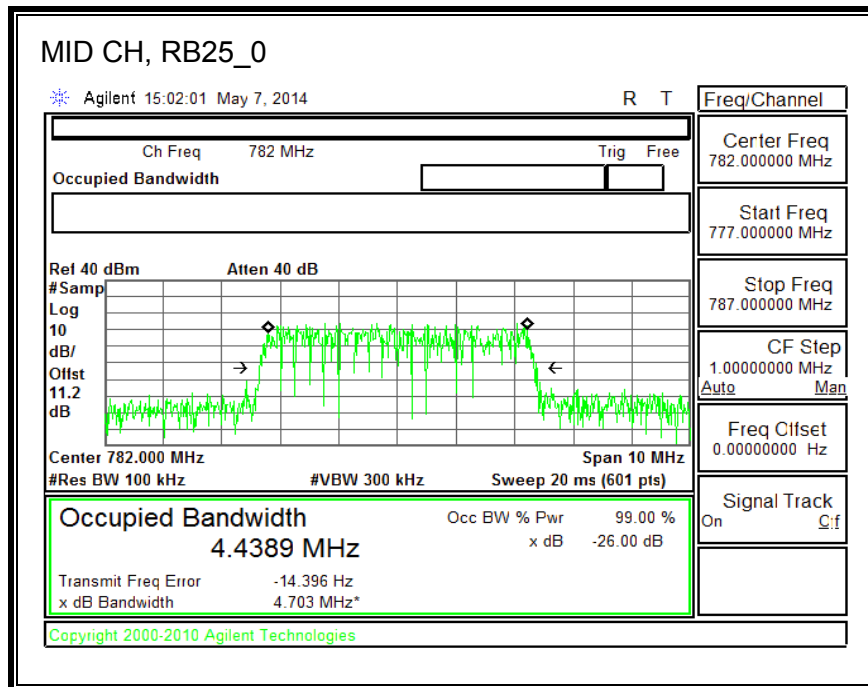 MID CH, RB25_0
Agilent 15:02:01 May 7, 2014 R T
Freq/Channel
Ch Freq 782 MHz Trig Free
Occupied Bandwidth
Center Freq
782.000000 MHz
Start Freq
777.000000 MHz
Stop Freq
787.000000 MHz
CF Step
1.00000000 MHz
Auto Man
Freq Offset
0.00000000 Hz
Signal Track
On Off
Ref 40 dBm Atten 40 dB
#Samp
Log
10
dB/
Offst
11.2
dB
Center 782.000 MHz Span 10 MHz
#Res BW 100 kHz #VBW 300 kHz Sweep 20 ms (601 pts)
Occupied Bandwidth
4.4389 MHz
Occ BW % Pwr 99.00 %
x dB -26.00 dB
Transmit Freq Error -14.396 Hz
x dB Bandwidth 4.703 MHz*
Copyright 2000-2010 Agilent Technologies